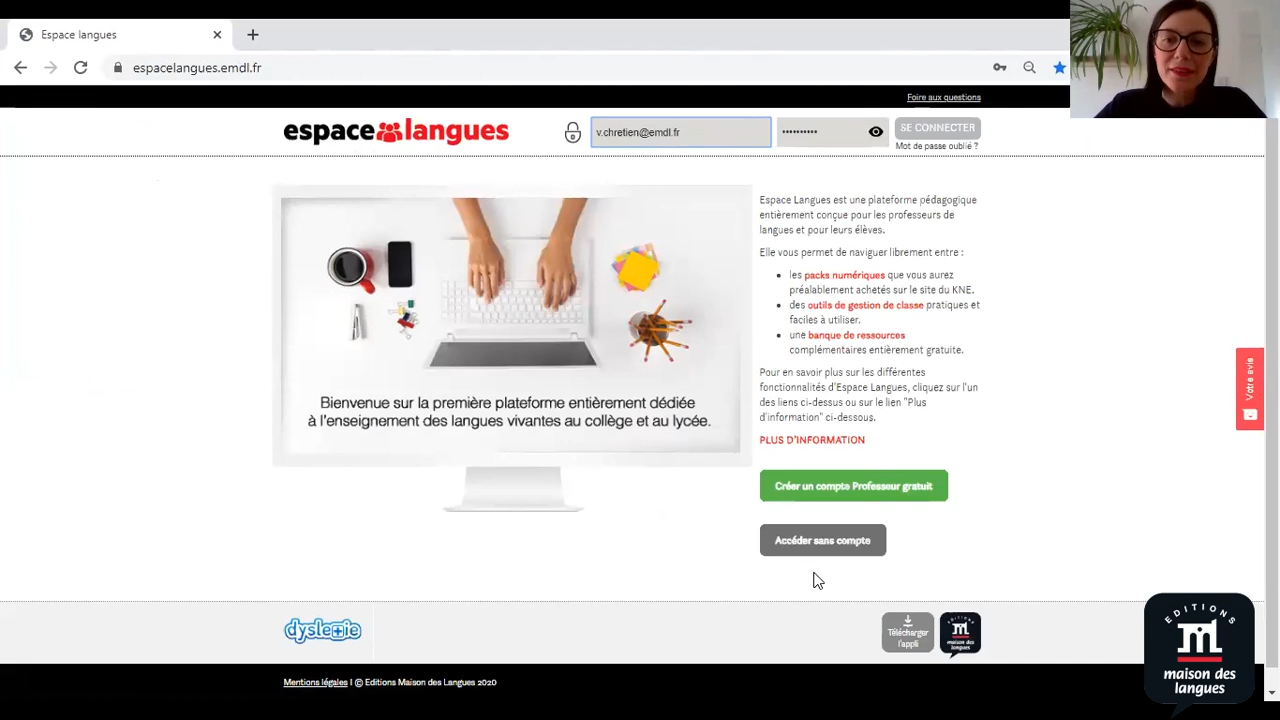 Espace langues
espacelangues.emdl.fr
Foire aux questions
espace langues
v.chretien@emdl.fr
••••••••••
SE CONNECTER
Mot de passe oublié ?
Bienvenue sur la première plateforme entièrement dédiée
à l'enseignement des langues vivantes au collège et au lycée.
Espace Langues est une plateforme pédagogique
entièrement conçue pour les professeurs de
langues et pour leurs élèves.
Elle vous permet de naviguer librement entre :
les packs numériques que vous aurez
préalablement achetés sur le site du KNE.
des outils de gestion de classe pratiques et
faciles à utiliser.
une banque de ressources
complémentaires entièrement gratuite.
Pour en savoir plus sur les différentes
fonctionnalités d'Espace Langues, cliquez sur l'un
des liens ci-dessus ou sur le lien "Plus
d'information" ci-dessous.
PLUS D'INFORMATION
Créer un compte Professeur gratuit
Accéder sans compte
Votre avis
dyslexie
Télécharger
l'appli
EDITIONS
maison des
langues
Mentions légales I © Editions Maison des Langues 2020
EDITIONS
maison des
langues